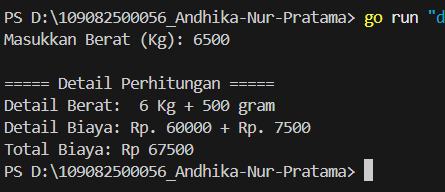 PS D:\109082500056_Andhika-Nur-Pratama> go run "d
Masukkan Berat (Kg): 6500

===== Detail Perhitungan =====
Detail Berat:  6 Kg + 500 gram
Detail Biaya: Rp. 60000 + Rp. 7500
Total Biaya: Rp 67500
PS D:\109082500056_Andhika-Nur-Pratama>